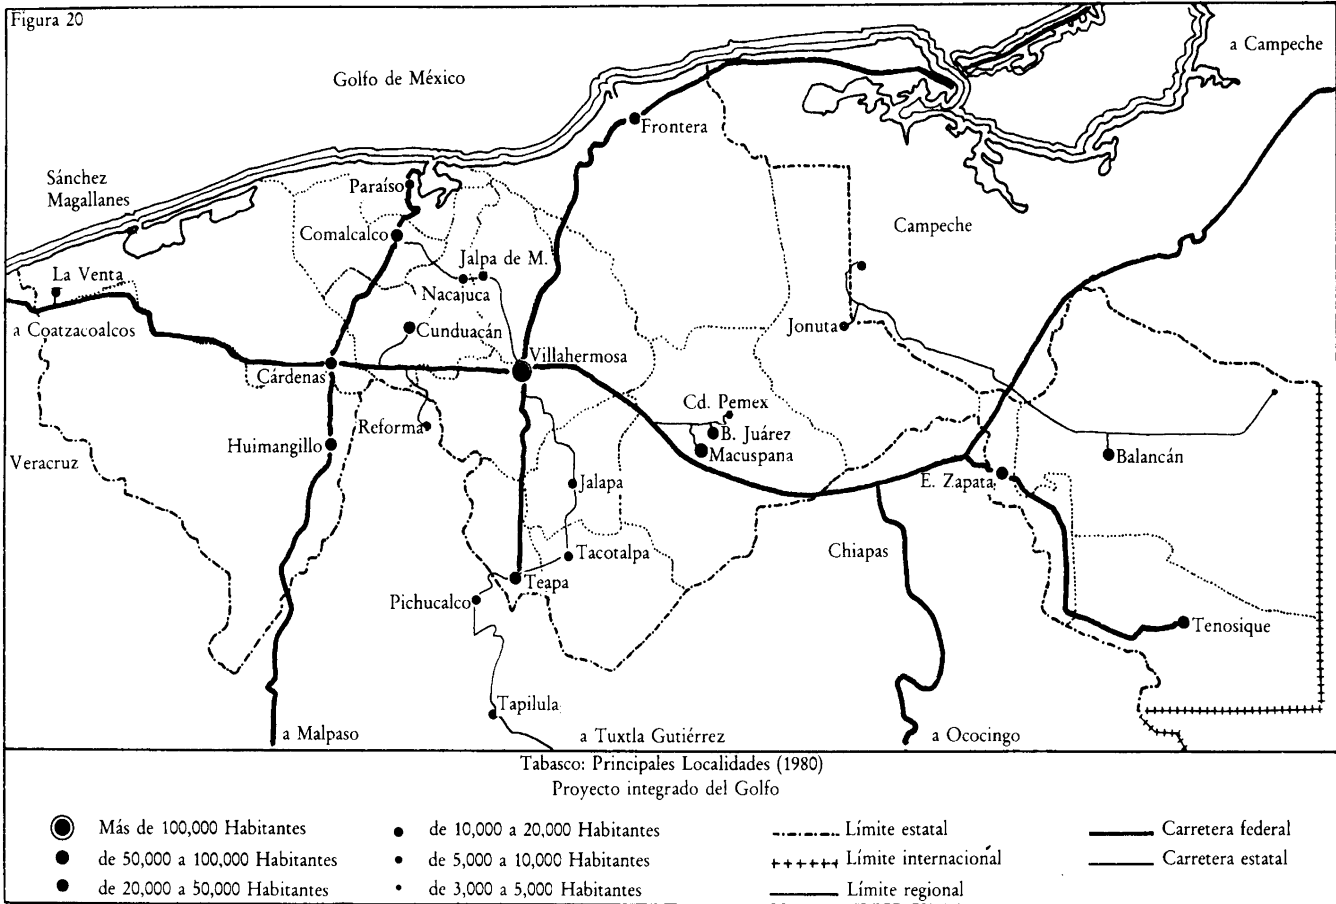 Figura 20
a Campeche
Golfo de México
Frontera
Sánchez
Magallanes
Paraíso
Campeche
Comalcalco
Jalpa de M.
La Venta
Nacajuca
a Coatzacoalcos
Cunduacán
Jonuta
Villahermosa
Cárdenas
Cd. Pemex
Reforma
B. Juárez
Huimangillo
Macuspana
Balancán
Veracruz
E. Zapata
Jalapa
Chiapas
Tacotalpa
Teapa
Pichucalco
Tenosique
Tapilula
a Malpaso
a Tuxtla Gutiérrez
a Ococingo
Tabasco: Principales Localidades (1980)
Proyecto integrado del Golfo
Más de 100,000 Habitantes
de 50,000 a 100,000 Habitantes
de 20,000 a 50,000 Habitantes
de 10,000 a 20,000 Habitantes
de 5,000 a 10,000 Habitantes
de 3,000 a 5,000 Habitantes
Límite estatal
Límite internacional
Límite regional
Carretera federal
Carretera estatal